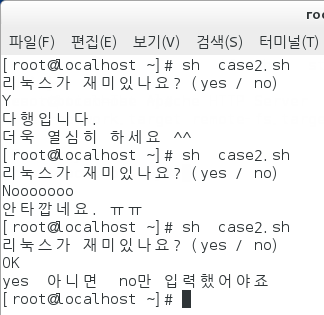 ro
파일(F) 편집(E) 보기(V) 검색(S) 터미널(T)
[root@localhost ~]# sh case2.sh
리눅스가 재미있나요? (yes / no)
Y
다행입니다.
더욱 열심히 하세요 ^^
[root@localhost ~]# sh case2.sh
리눅스가 재미있나요? (yes / no)
Nooooooo
안타깝네요. ㅠㅠ
[root@localhost ~]# sh case2.sh
리눅스가 재미있나요? (yes / no)
OK
yes 아니면 no만 입력했어야죠
[root@localhost ~]#